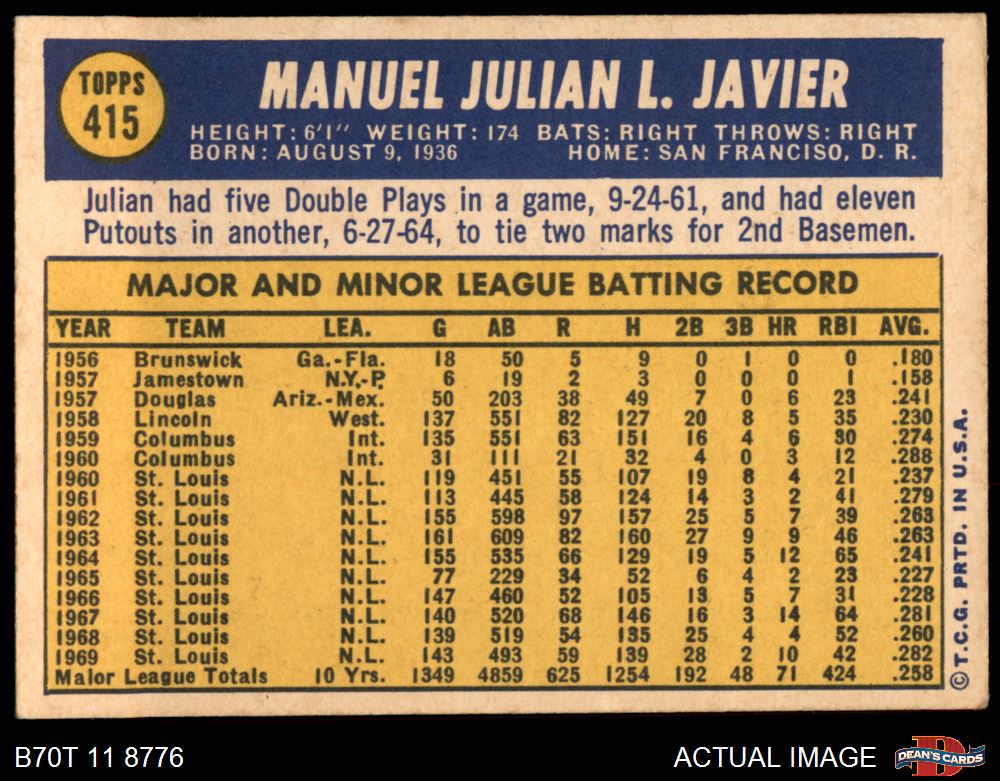 TOPPS
415
MANUEL JULIAN L. JAVIER
HEIGHT: 6'1" WEIGHT: 174 BATS: RIGHT THROWS: RIGHT
BORN: AUGUST 9, 1936 HOME: SAN FRANCISO, D. R.
Julian had five Double Plays in a game, 9-24-61, and had eleven
Putouts in another, 6-27-64, to tie two marks for 2nd Basemen.
MAJOR AND MINOR LEAGUE BATTING RECORD
YEAR TEAM LEA. G AB R H 2B 3B HR RBI AVG.
1956 Brunswick Ga.-Fla. 18 50 5 9 0 1 0 0 .180
1957 Jamestown N.Y.-P. 6 19 2 3 0 0 0 1 .158
1957 Douglas Ariz.-Mex. 50 203 38 49 7 0 6 23 .241
1958 Lincoln West. 137 551 82 127 20 8 5 35 .230
1959 Columbus Int. 135 551 63 151 16 4 6 30 .274
1960 Columbus Int. 31 111 21 32 4 0 3 12 .288
1960 St. Louis N.L. 119 451 55 107 19 8 4 21 .237
1961 St. Louis N.L. 113 445 58 124 14 3 2 41 .279
1962 St. Louis N.L. 155 598 97 157 25 5 7 39 .263
1963 St. Louis N.L. 161 609 82 160 27 9 9 46 .263
1964 St. Louis N.L. 155 535 66 129 19 5 12 65 .241
1965 St. Louis N.L. 77 229 34 52 6 4 2 23 .227
1966 St. Louis N.L. 147 460 52 105 13 5 7 31 .228
1967 St. Louis N.L. 140 520 68 146 16 3 14 64 .281
1968 St. Louis N.L. 139 519 54 135 25 4 4 52 .260
1969 St. Louis N.L. 143 493 59 139 28 2 10 42 .282
Major League Totals 10 Yrs. 1349 4859 625 1254 192 48 71 424 .258
© T.C.G. PRTD. IN U.S.A.
B70T 11 8776
ACTUAL IMAGE
D
DEAN'S CARDS